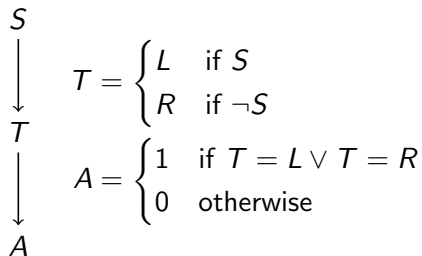 S
T = { L if S
R if ¬S
T
A = { 1 if T = L ∨ T = R
0 otherwise
A